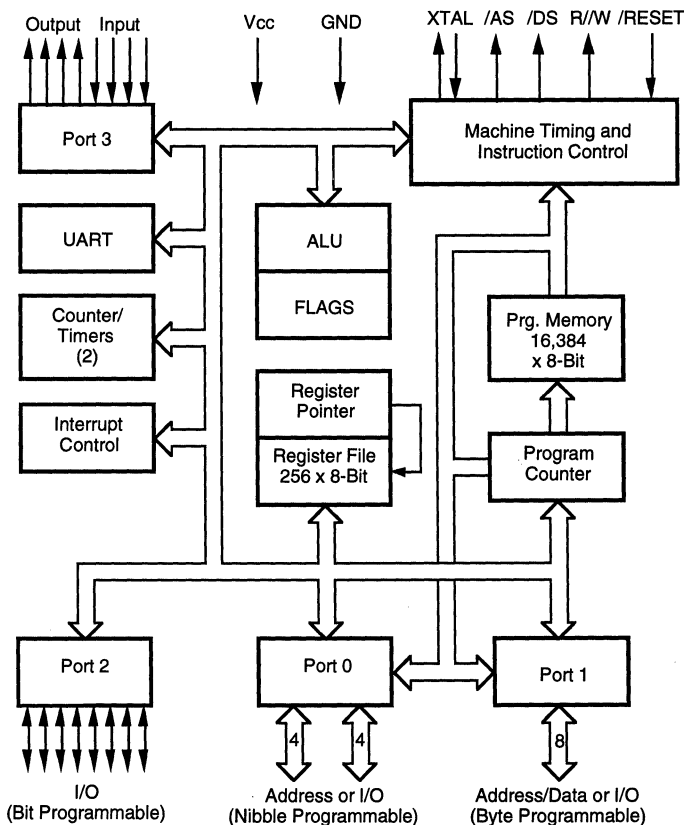 Output Input
Vcc
GND
XTAL /AS /DS R//W /RESET
Port 3
Machine Timing and
Instruction Control
UART
ALU
FLAGS
Counter/
Timers
(2)
Prg. Memory
16,384
x 8-Bit
Register
Pointer
Interrupt
Control
Register File
256 x 8-Bit
Program
Counter
Port 2
Port 0
Port 1
4
4
8
I/O
(Bit Programmable)
Address or I/O
(Nibble Programmable)
Address/Data or I/O
(Byte Programmable)